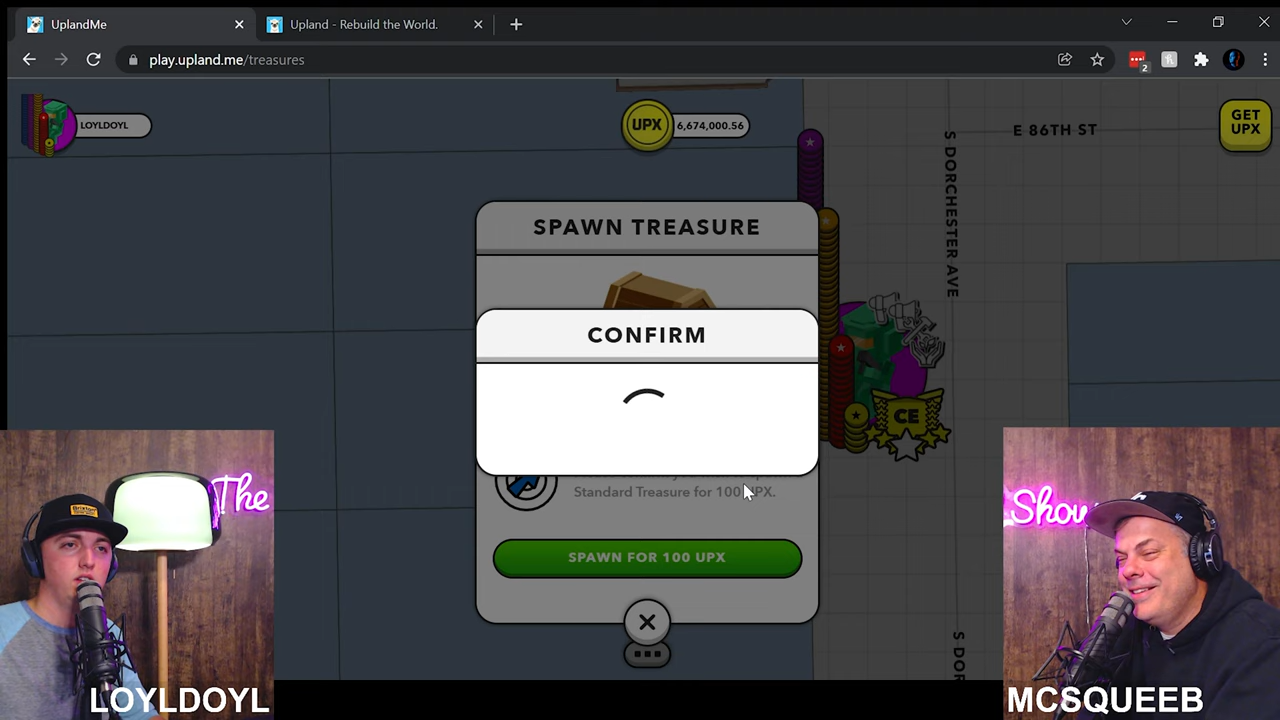 UplandMe
Upland - Rebuild the World.
play.upland.me/treasures
2
LOYLDOYL
UPX
6,674,000.56
GET
UPX
E 86TH ST
S DORCHESTER AVE
SPAWN TREASURE
CONFIRM
CE
Standard Treasure for 100 UPX.
SPAWN FOR 100 UPX
S DOR
The
Show
Brixton
LOYLDOYL
MCSQUEEB